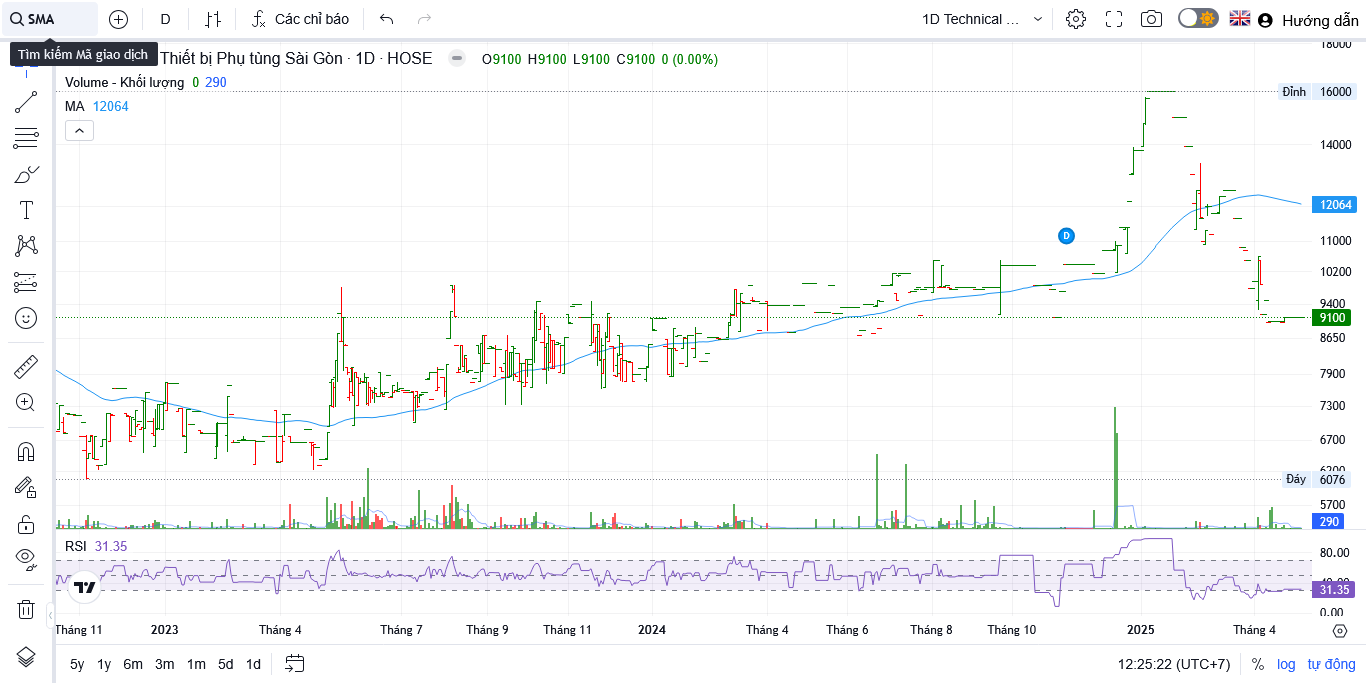 SMA
D
Các chỉ báo
1D Technical ...
Hướng dẫn
Tìm kiếm Mã giao dịch
Thiết bị Phụ tùng Sài Gòn · 1D · HOSE
O9100 H9100 L9100 C9100 0 (0.00%)
Volume - Khối lượng 0 290
MA 12064
18000
Đỉnh 16000
14000
12064
D
11000
10200
9400
9100
8650
7900
7300
6700
6200
Đáy 6076
5700
290
RSI 31.35
80.00
40.00
31.35
0.00
Tháng 11 2023 Tháng 4 Tháng 7 Tháng 9 Tháng 11 2024 Tháng 4 Tháng 6 Tháng 8 Tháng 10 2025 Tháng 4
5y 1y 6m 3m 1m 5d 1d
12:25:22 (UTC+7) % log tự động